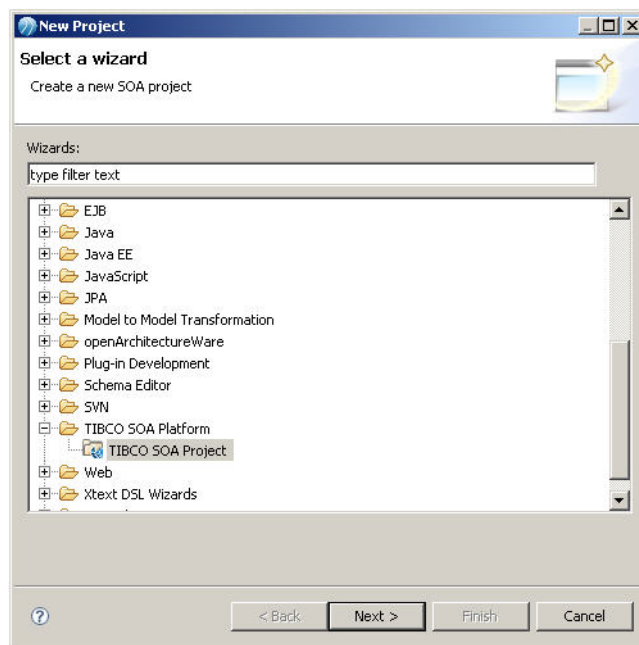 New Project
Select a wizard
Create a new SOA project
Wizards:
type filter text
EJB
Java
Java EE
JavaScript
JPA
Model to Model Transformation
openArchitectureWare
Plug-in Development
Schema Editor
SVN
TIBCO SOA Platform
TIBCO SOA Project
Web
Xtext DSL Wizards
< Back Next > Finish Cancel